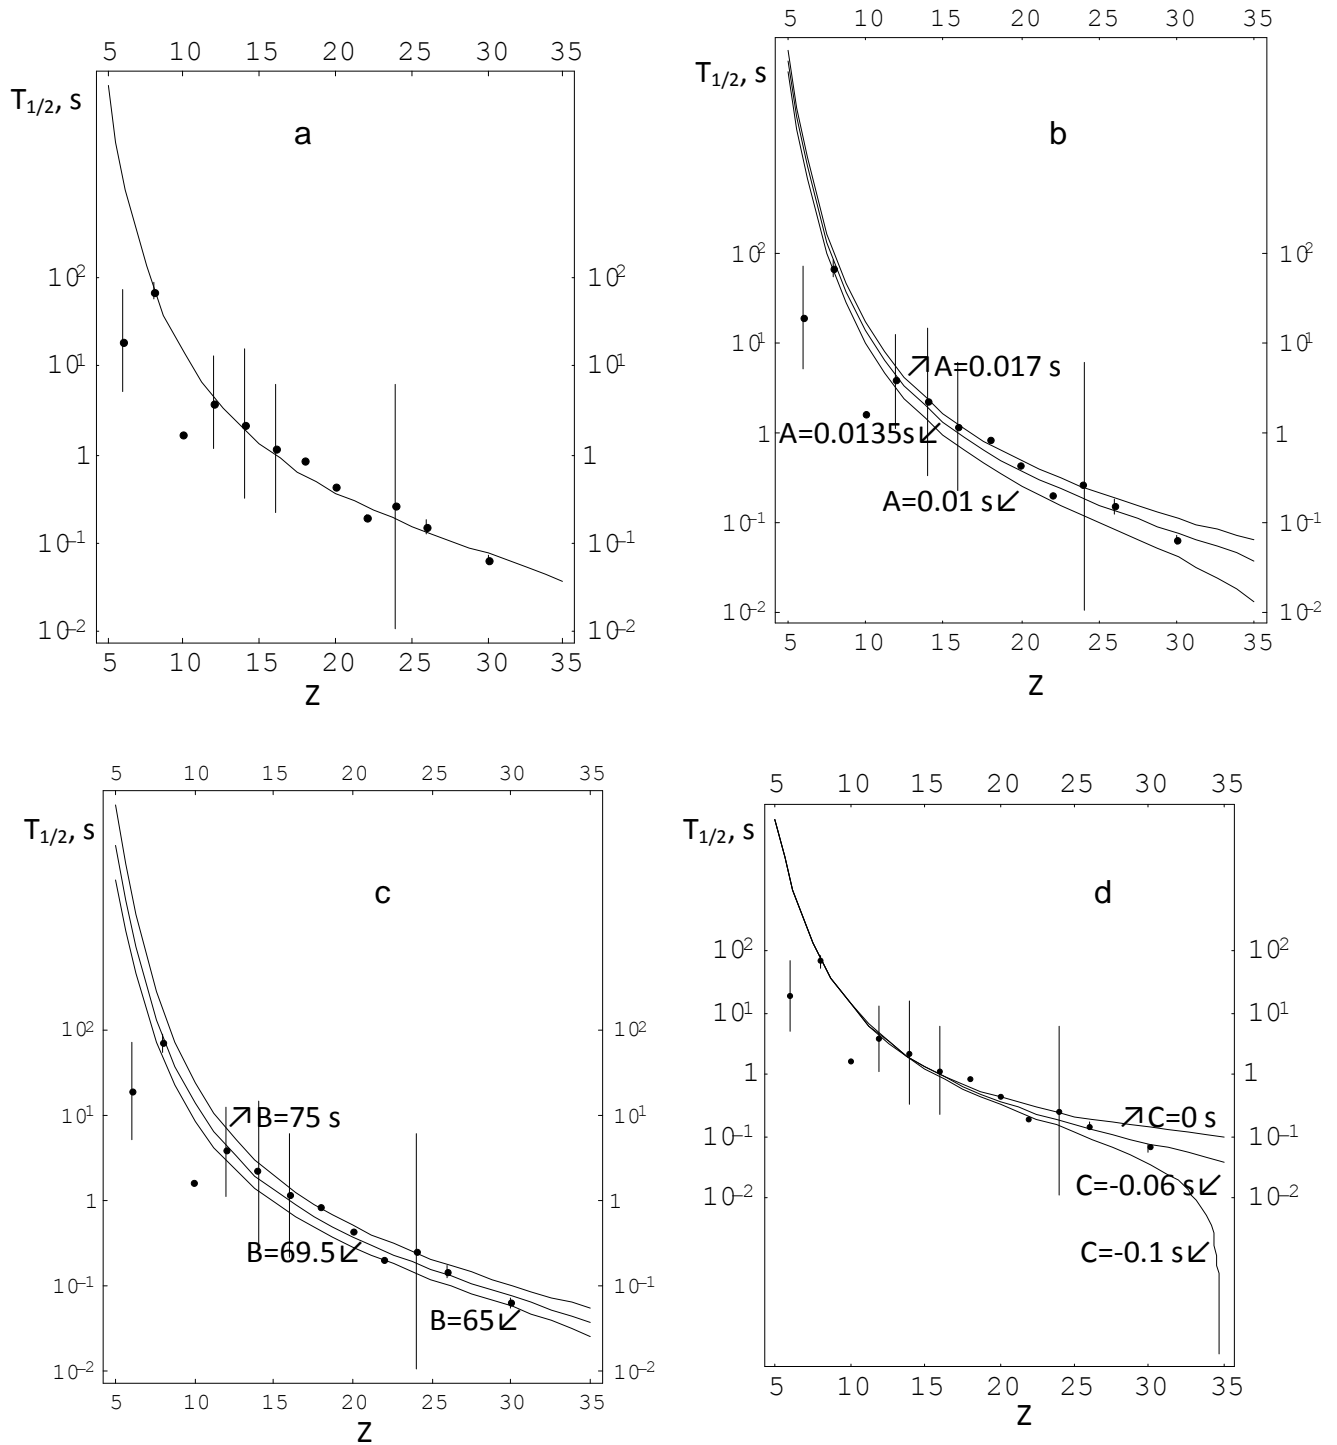 5 10 15 20 25 30 35
T1/2, s
a
10² 10²
10¹ 10¹
1 1
10⁻¹ 10⁻¹
10⁻² 10⁻²
5 10 15 20 25 30 35
Z
5 10 15 20 25 30 35
T1/2, s
b
10² 10²
10¹ 10¹
↗A=0.017 s
1 A=0.0135s↙ 1
A=0.01 s↙
10⁻¹ 10⁻¹
10⁻² 10⁻²
5 10 15 20 25 30 35
Z
5 10 15 20 25 30 35
T1/2, s
c
10² 10²
10¹ ↗B=75 s 10¹
1 1
B=69.5↙
10⁻¹ 10⁻¹
B=65↙
10⁻² 10⁻²
5 10 15 20 25 30 35
Z
5 10 15 20 25 30 35
T1/2, s
d
10² 10²
10¹ 10¹
1 1
↗C=0 s
10⁻¹ 10⁻¹
C=-0.06 s↙
10⁻² 10⁻²
C=-0.1 s↙
5 10 15 20 25 30 35
Z